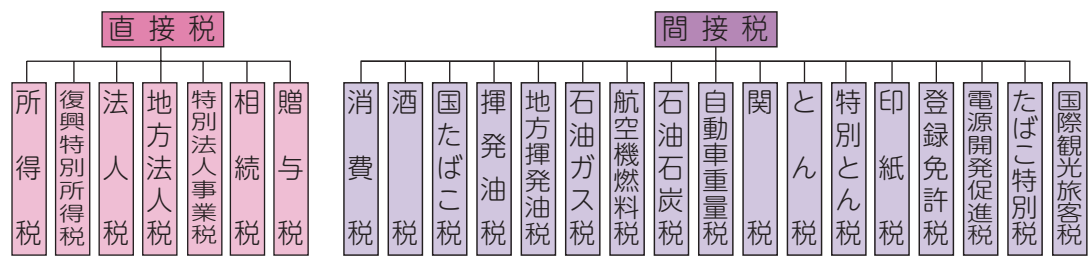 直接税
所得税
復興特別所得税
法人税
地方法人税
特別法人事業税
相続税
贈与税
間接税
消費税
酒税
国たばこ税
揮発油税
地方揮発油税
石油ガス税
航空機燃料税
石油石炭税
自動車重量税
関税
とん税
特別とん税
印紙税
登録免許税
電源開発促進税
たばこ特別税
国際観光旅客税